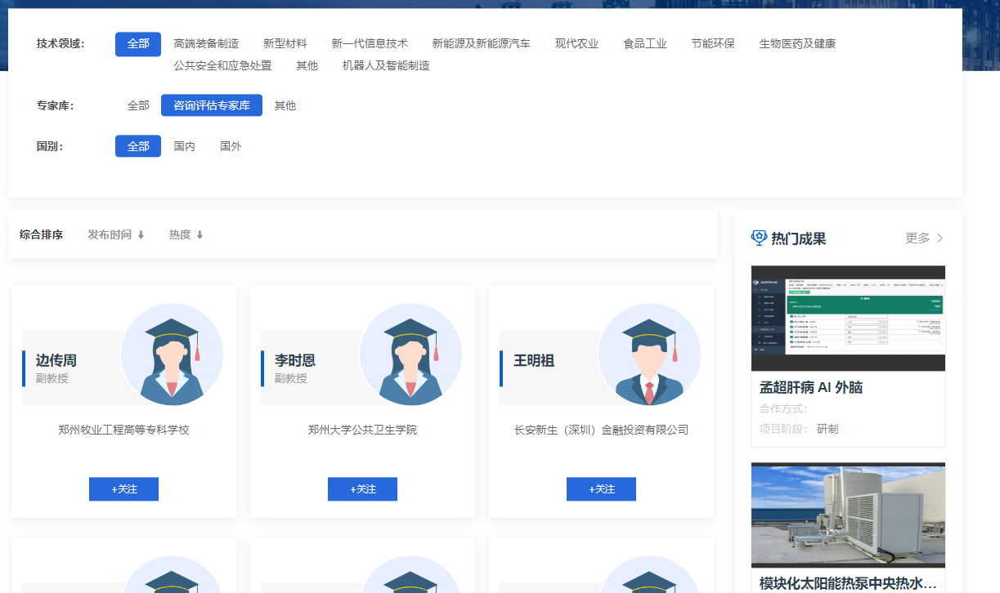 技术领域： 全部 高端装备制造 新型材料 新一代信息技术 新能源及新能源汽车 现代农业 食品工业 节能环保 生物医药及健康
公共安全和应急处置 其他 机器人及智能制造
专家库： 全部 咨询评估专家库 其他
国别： 全部 国内 国外
综合排序 发布时间 热度
热门成果 更多
边传周
副教授
郑州牧业工程高等专科学校
+关注
李时恩
副教授
郑州大学公共卫生学院
+关注
王明祖
长安新生（深圳）金融投资有限公司
+关注
孟超肝病 AI 外脑
合作方式：
项目阶段： 研制
模块化太阳能热泵中央热水...